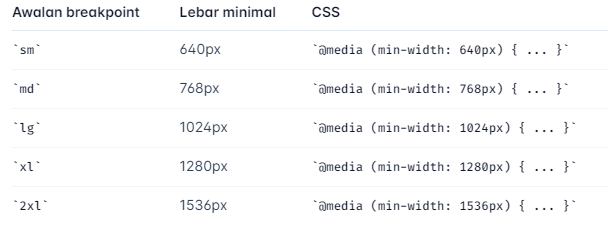 Awalan breakpoint Lebar minimal CSS
`sm` 640px `@media (min-width: 640px) { ... }`
`md` 768px `@media (min-width: 768px) { ... }`
`lg` 1024px `@media (min-width: 1024px) { ... }`
`xl` 1280px `@media (min-width: 1280px) { ... }`
`2xl` 1536px `@media (min-width: 1536px) { ... }`